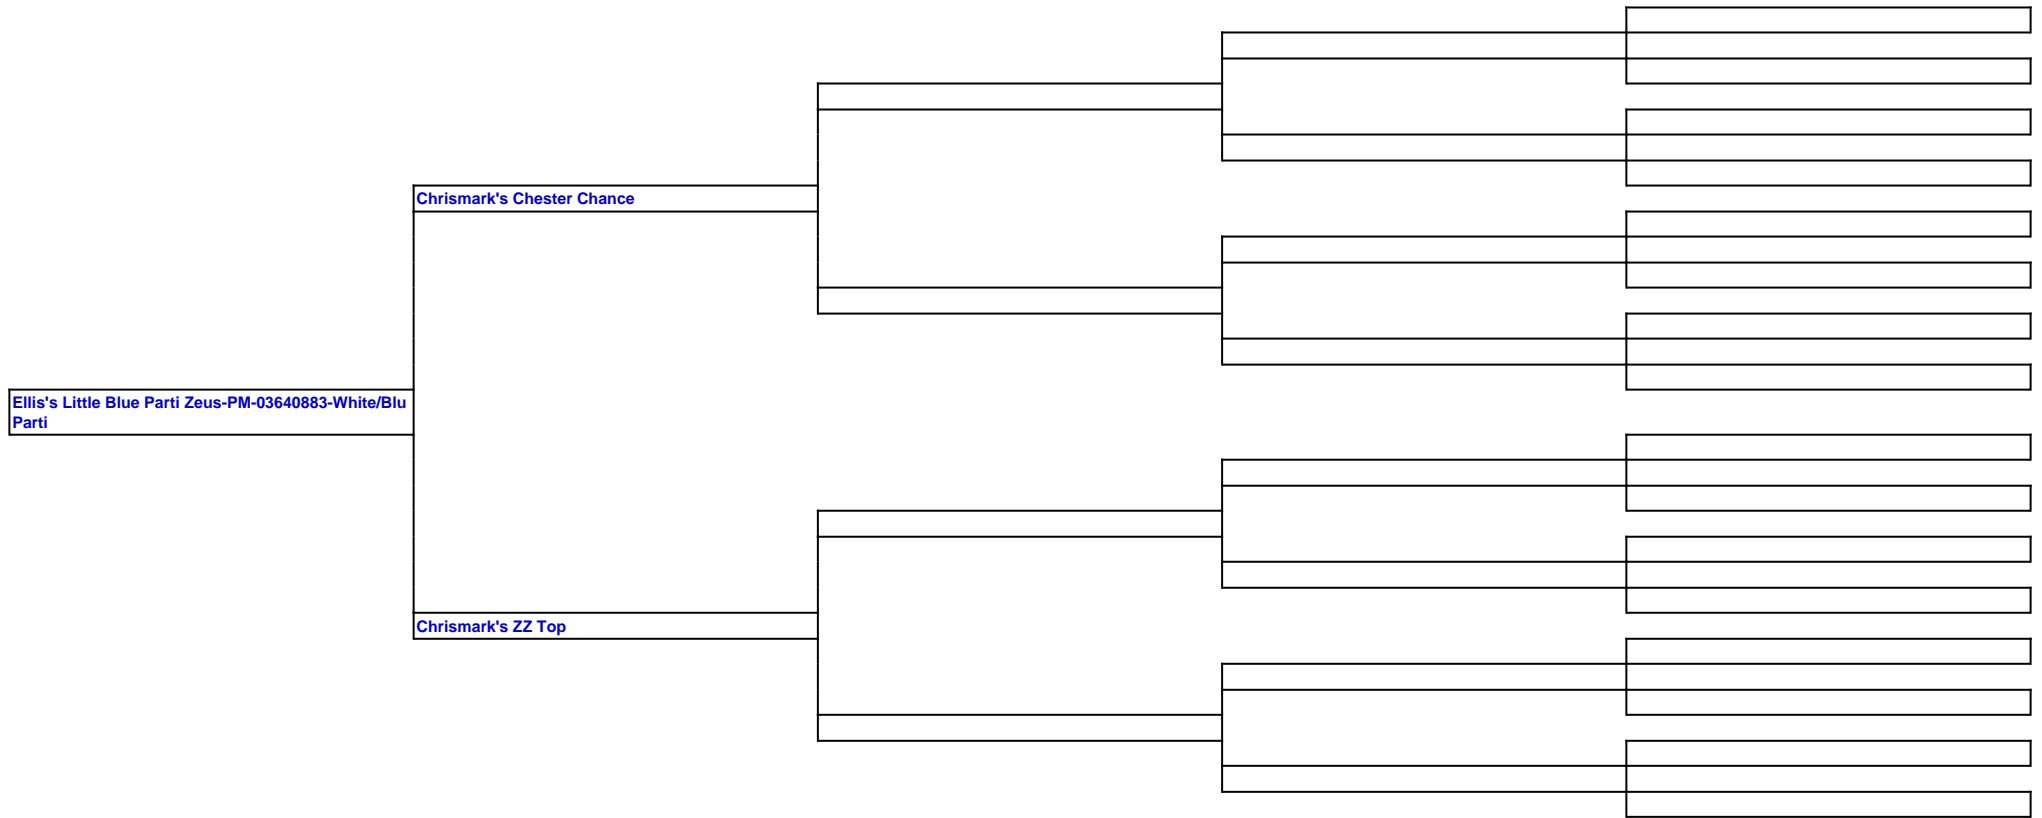 Chrismark's Chester Chance
Ellis's Little Blue Parti Zeus-PM-03640883-White/Blu
Parti
Chrismark's ZZ Top